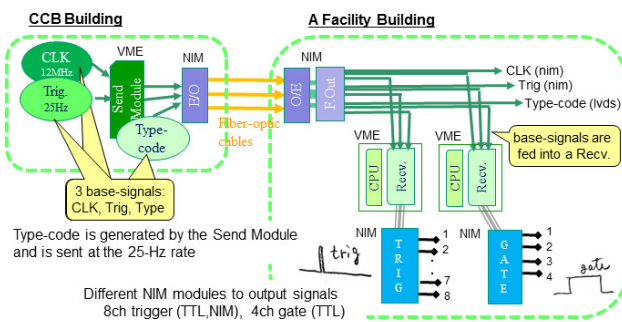 CCB Building
A Facility Building
VME
NIM
NIM
CLK
12MHz
Trig.
25Hz
Send
Module
Type-
code
E/O
Fiber-optic
cables
O/E
F.Out
CLK (nim)
Trig (nim)
Type-code (lvds)
3 base-signals:
CLK, Trig, Type
VME
CPU
Recv.
VME
CPU
Recv.
base-signals are
fed into a Recv.
Type-code is generated by the Send Module
and is sent at the 25-Hz rate
trig
NIM
TRIG
1
2
7
8
NIM
GATE
1
2
3
4
gate
Different NIM modules to output signals
8ch trigger (TTL,NIM), 4ch gate (TTL)